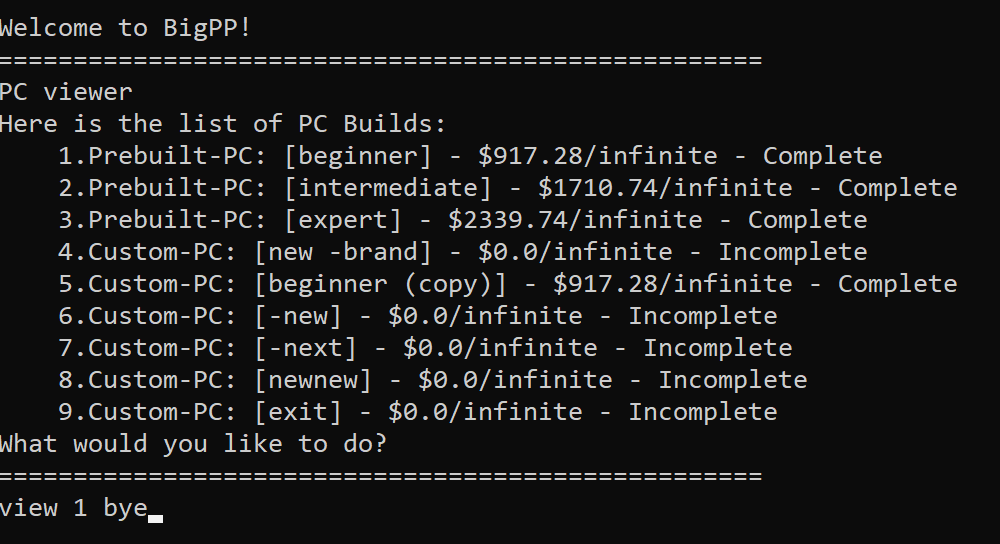 Welcome to BigPP!
===================================================
PC viewer
Here is the list of PC Builds:
    1.Prebuilt-PC: [beginner] - $917.28/infinite - Complete
    2.Prebuilt-PC: [intermediate] - $1710.74/infinite - Complete
    3.Prebuilt-PC: [expert] - $2339.74/infinite - Complete
    4.Custom-PC: [new -brand] - $0.0/infinite - Incomplete
    5.Custom-PC: [beginner (copy)] - $917.28/infinite - Complete
    6.Custom-PC: [-new] - $0.0/infinite - Incomplete
    7.Custom-PC: [-next] - $0.0/infinite - Incomplete
    8.Custom-PC: [newnew] - $0.0/infinite - Incomplete
    9.Custom-PC: [exit] - $0.0/infinite - Incomplete
What would you like to do?
===================================================
view 1 bye